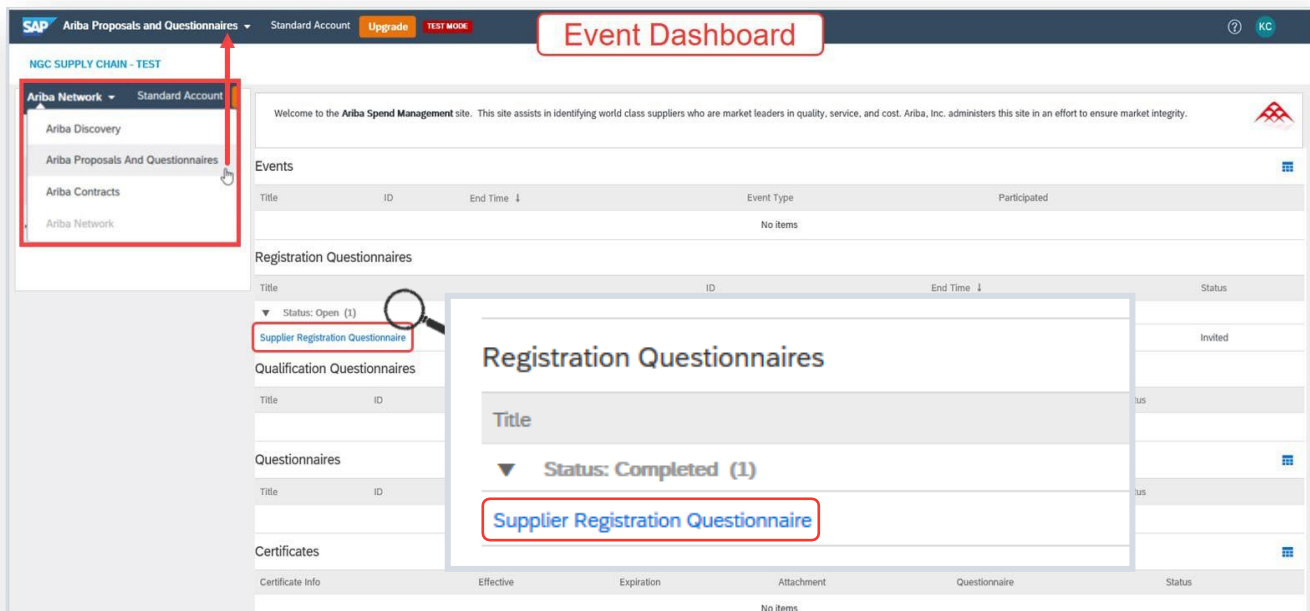 SAP Ariba Proposals and Questionnaires Standard Account Upgrade TEST MODE Event Dashboard KC
NGC SUPPLY CHAIN - TEST
Ariba Network Standard Account
Ariba Discovery
Ariba Proposals And Questionnaires
Ariba Contracts
Ariba Network
Welcome to the Ariba Spend Management site. This site assists in identifying world class suppliers who are market leaders in quality, service, and cost. Ariba, Inc. administers this site in an effort to ensure market integrity.
Events
Title ID End Time ↓ Event Type Participated
No items
Registration Questionnaires
Title ID End Time ↓ Status
▼ Status: Open (1)
Supplier Registration Questionnaire Invited
Qualification Questionnaires
Title ID
Questionnaires
Title ID
Registration Questionnaires
Title
▼ Status: Completed (1)
Supplier Registration Questionnaire
Certificates
Certificate Info Effective Expiration Attachment Questionnaire Status
No items